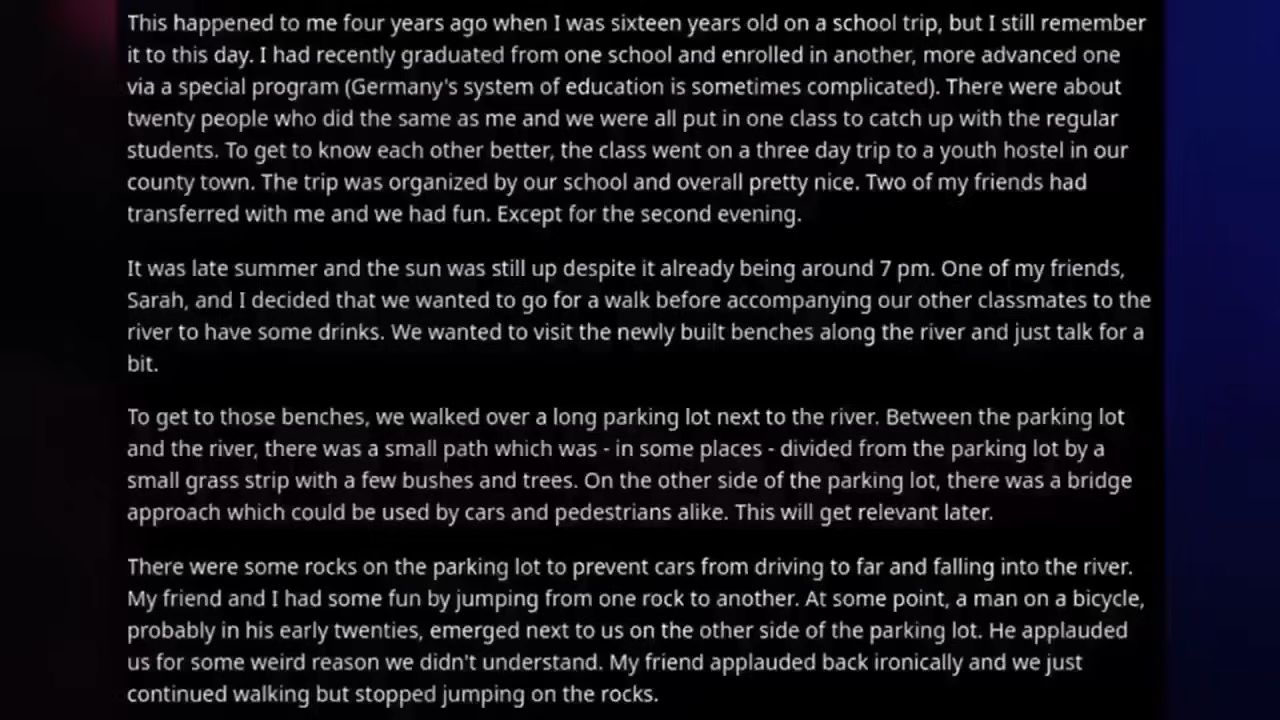 This happened to me four years ago when I was sixteen years old on a school trip, but I still remember
it to this day. I had recently graduated from one school and enrolled in another, more advanced one
via a special program (Germany's system of education is sometimes complicated). There were about
twenty people who did the same as me and we were all put in one class to catch up with the regular
students. To get to know each other better, the class went on a three day trip to a youth hostel in our
county town. The trip was organized by our school and overall pretty nice. Two of my friends had
transferred with me and we had fun. Except for the second evening.
It was late summer and the sun was still up despite it already being around 7 pm. One of my friends,
Sarah, and I decided that we wanted to go for a walk before accompanying our other classmates to the
river to have some drinks. We wanted to visit the newly built benches along the river and just talk for a
bit.
To get to those benches, we walked over a long parking lot next to the river. Between the parking lot
and the river, there was a small path which was - in some places - divided from the parking lot by a
small grass strip with a few bushes and trees. On the other side of the parking lot, there was a bridge
approach which could be used by cars and pedestrians alike. This will get relevant later.
There were some rocks on the parking lot to prevent cars from driving to far and falling into the river.
My friend and I had some fun by jumping from one rock to another. At some point, a man on a bicycle,
probably in his early twenties, emerged next to us on the other side of the parking lot. He applauded
us for some weird reason we didn't understand. My friend applauded back ironically and we just
continued walking but stopped jumping on the rocks.